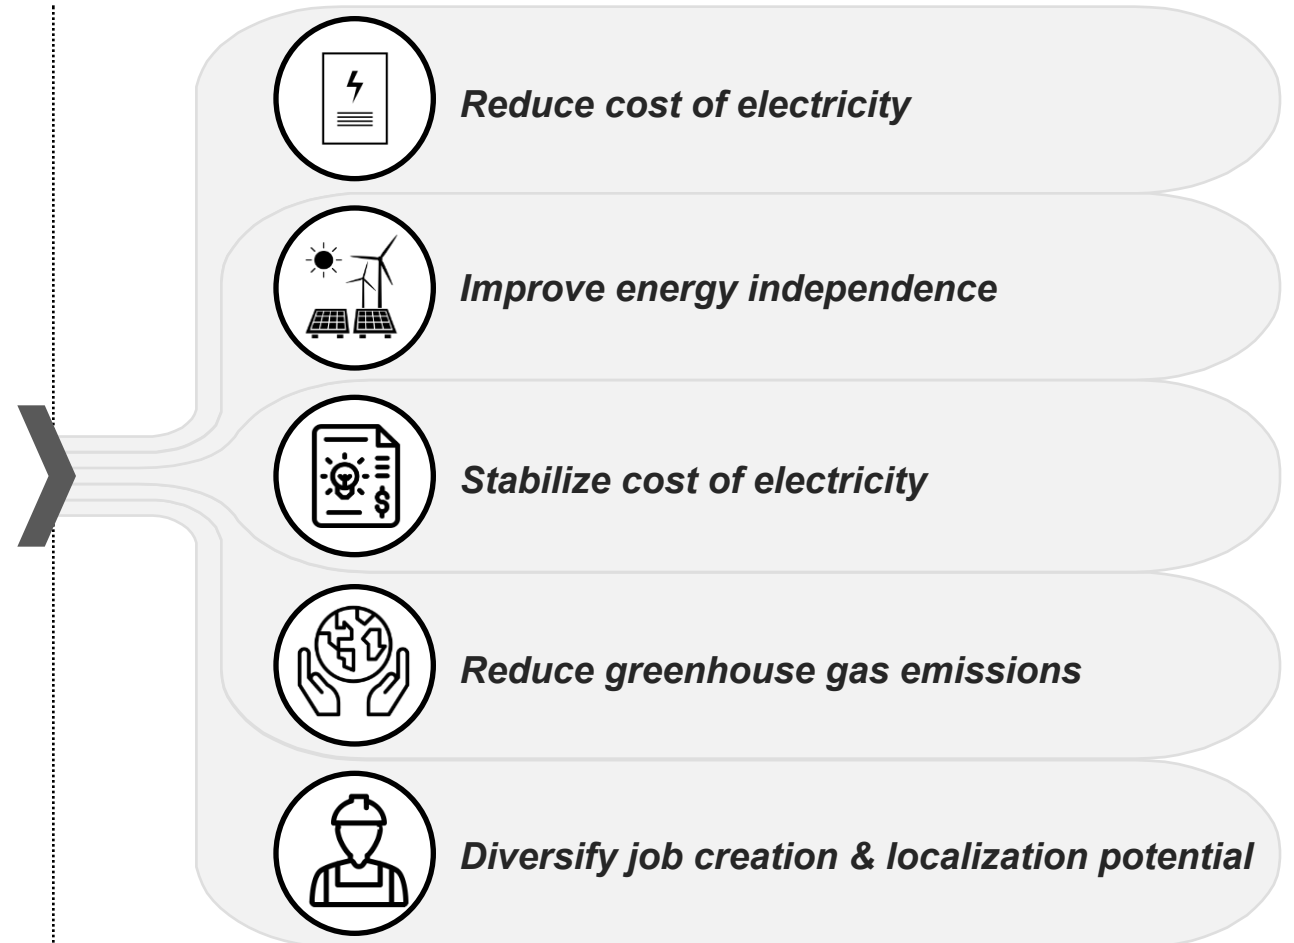 Reduce cost of electricity
Improve energy independence
Stabilize cost of electricity
$
Reduce greenhouse gas emissions
Diversify job creation & localization potential